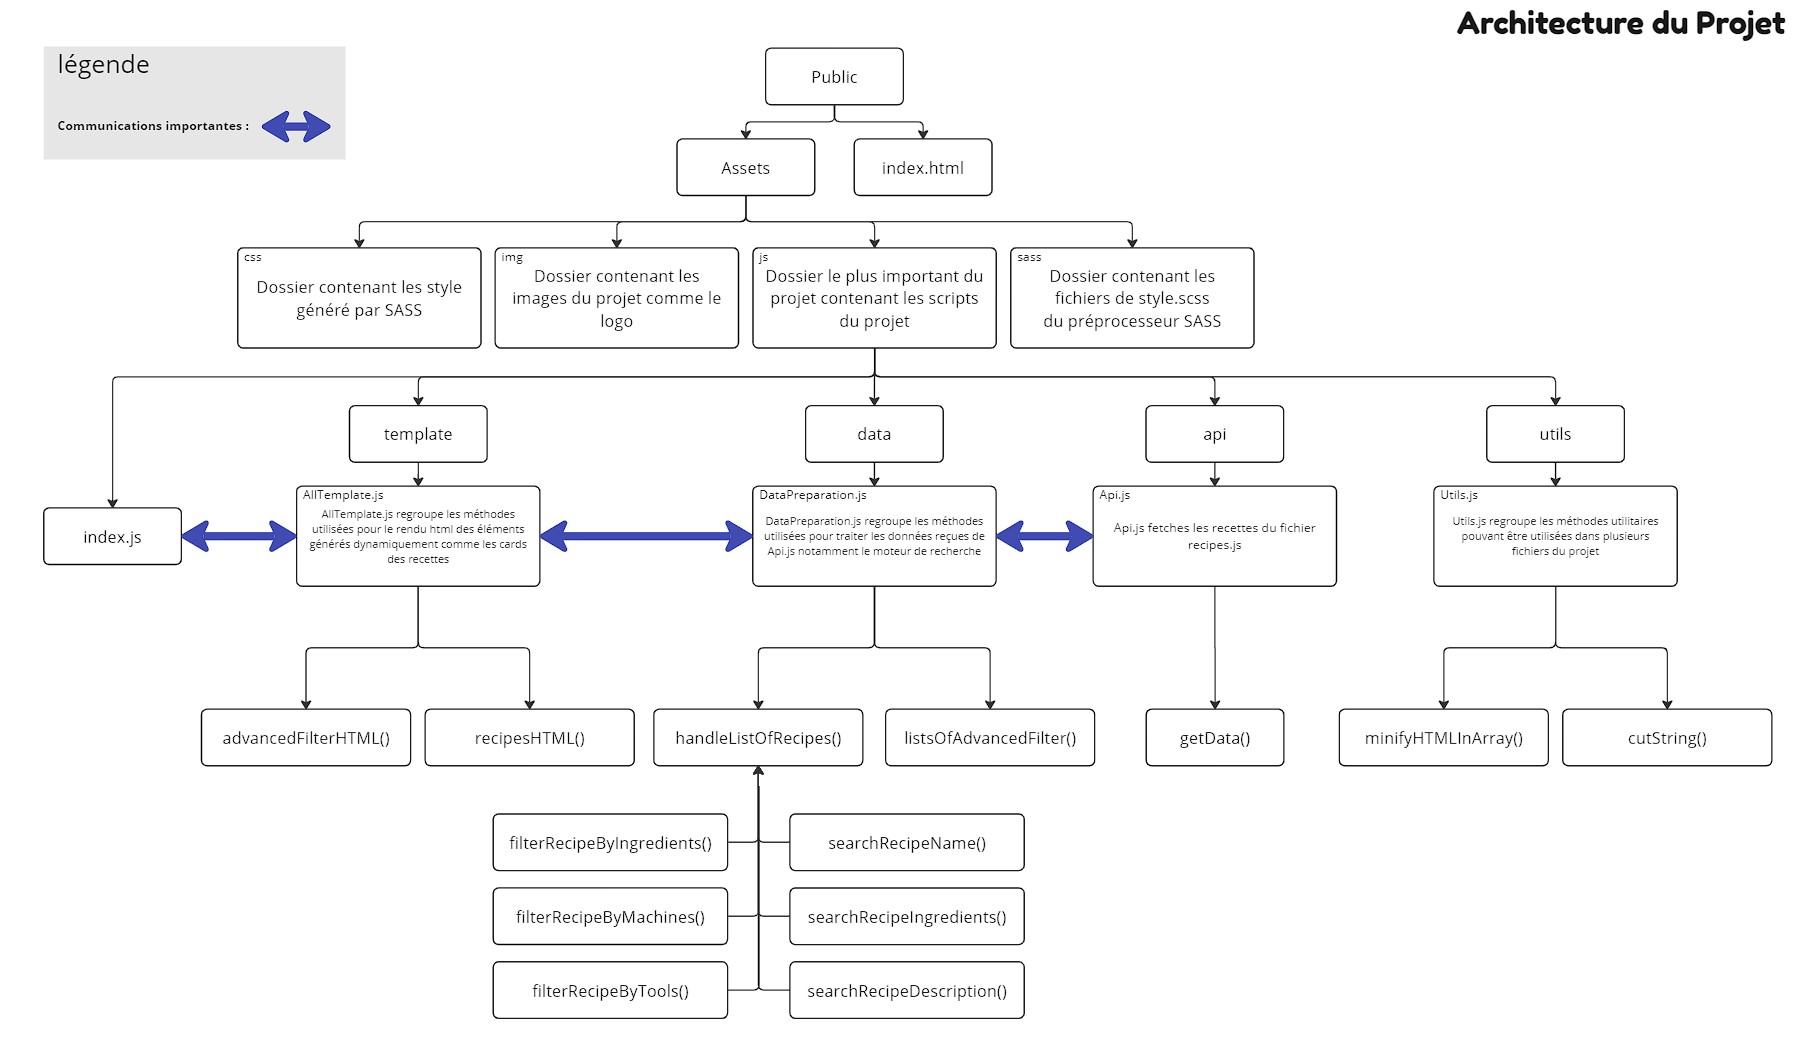 Architecture du Projet
légende
Communications importantes :
Public
Assets
index.html
css
Dossier contenant les style
généré par SASS
img
Dossier contenant les
images du projet comme le
logo
js
Dossier le plus important du
projet contenant les scripts
du projet
sass
Dossier contenant les
fichiers de style.scss
du préprocesseur SASS
template
data
api
utils
index.js
AllTemplate.js
AllTemplate.js regroupe les méthodes
utilisées pour le rendu html des éléments
générés dynamiquement comme les cards
des recettes
DataPreparation.js
DataPreparation.js regroupe les méthodes
utilisées pour traiter les données reçues de
Api.js notamment le moteur de recherche
Api.js
Api.js fetches les recettes du fichier
recipes.js
Utils.js
Utils.js regroupe les méthodes utilitaires
pouvant être utilisées dans plusieurs
fichiers du projet
advancedFilterHTML()
recipesHTML()
handleListOfRecipes()
listsOfAdvancedFilter()
getData()
minifyHTMLInArray()
cutString()
filterRecipeByIngredients()
searchRecipeName()
filterRecipeByMachines()
searchRecipeIngredients()
filterRecipeByTools()
searchRecipeDescription()